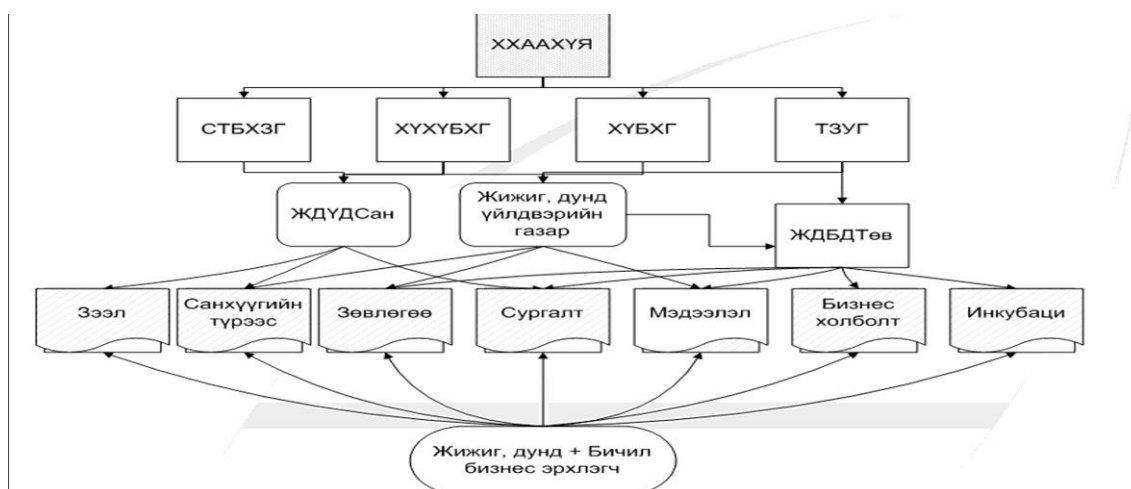 ХХААХҮЯ
СТБХЗГ
ХҮХҮБХГ
ХҮБХГ
ТЗУГ
ЖДҮДСан
Жижиг, дунд
үйлдвэрийн
газар
ЖДБДТөв
Зээл
Санхүүгийн
түрээс
Зөвлөгөө
Сургалт
Мэдээлэл
Бизнес
холболт
Инкубаци
Жижиг, дунд + Бичил
бизнес эрхлэгч